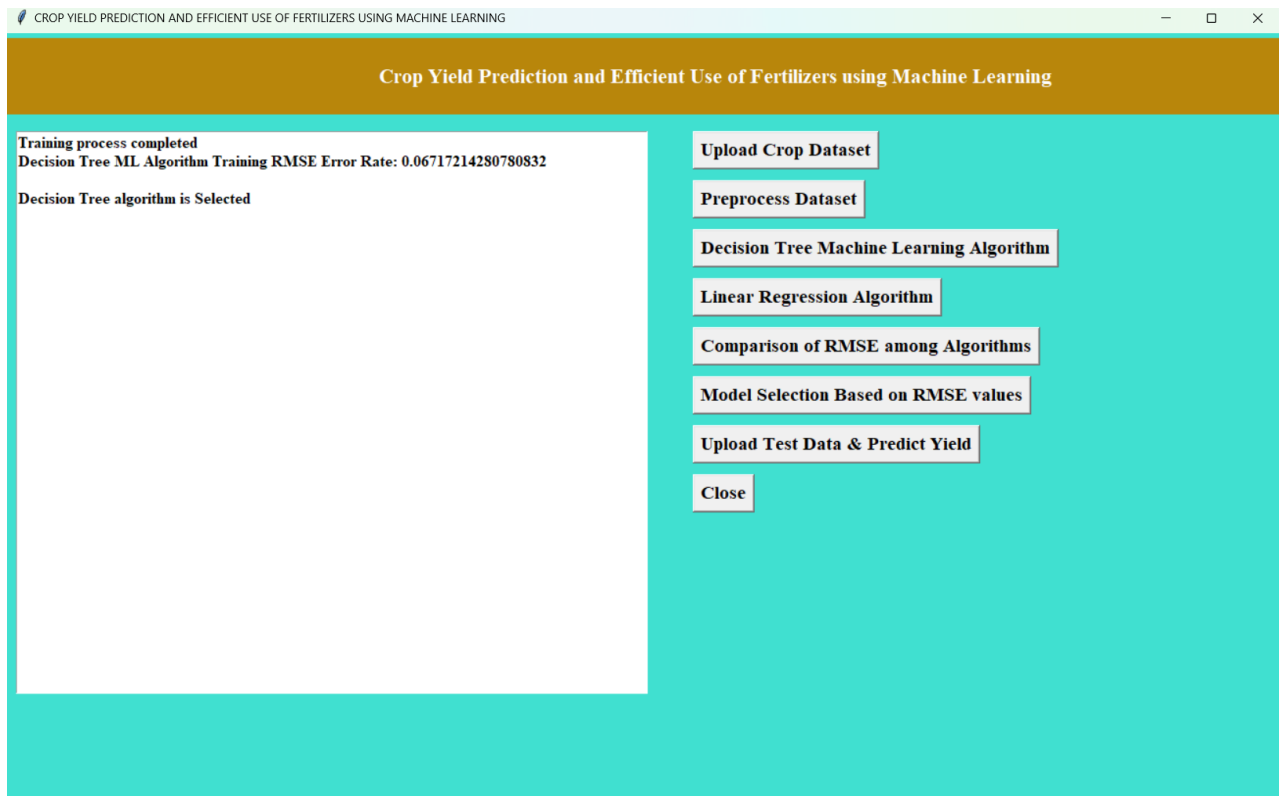 CROP YIELD PREDICTION AND EFFICIENT USE OF FERTILIZERS USING MACHINE LEARNING
Crop Yield Prediction and Efficient Use of Fertilizers using Machine Learning
Training process completed
Decision Tree ML Algorithm Training RMSE Error Rate: 0.06717214280780832
Decision Tree algorithm is Selected
Upload Crop Dataset
Preprocess Dataset
Decision Tree Machine Learning Algorithm
Linear Regression Algorithm
Comparison of RMSE among Algorithms
Model Selection Based on RMSE values
Upload Test Data & Predict Yield
Close